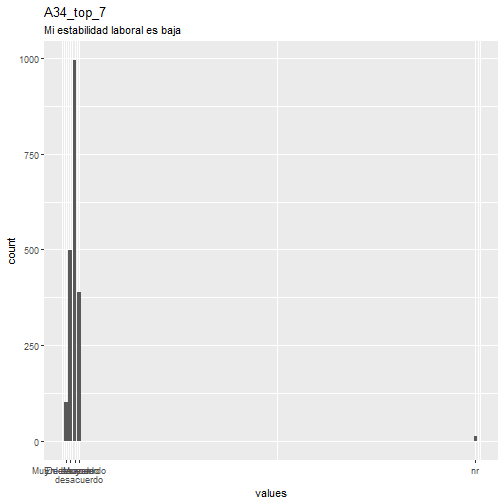 A34_top_7
Mi estabilidad laboral es baja
1000
750
500
250
0
count
nr
desacuerdo
values